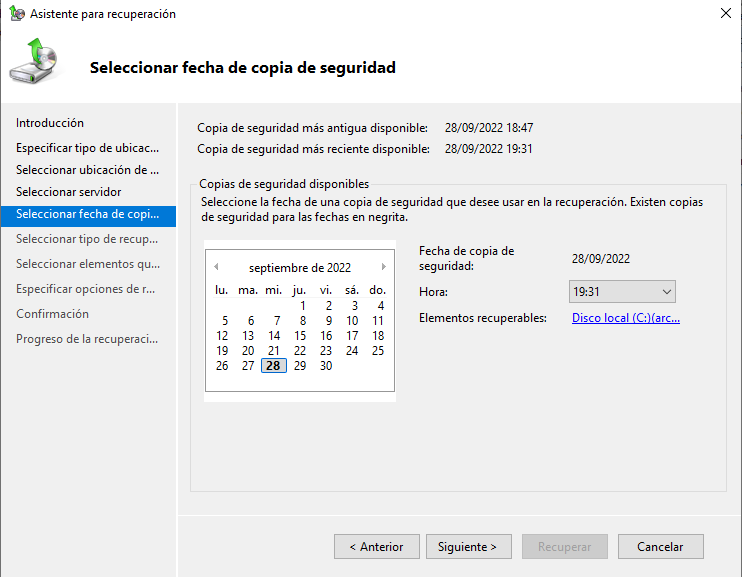 Asistente para recuperación
Seleccionar fecha de copia de seguridad
Introducción
Especificar tipo de ubicac...
Seleccionar ubicación de ...
Seleccionar servidor
Seleccionar fecha de copi...
Seleccionar tipo de recup...
Seleccionar elementos qu...
Especificar opciones de r...
Confirmación
Progreso de la recuperaci...
Copia de seguridad más antigua disponible: 28/09/2022 18:47
Copia de seguridad más reciente disponible: 28/09/2022 19:31
Copias de seguridad disponibles
Seleccione la fecha de una copia de seguridad que desee usar en la recuperación. Existen copias
de seguridad para las fechas en negrita.
septiembre de 2022
lu. ma. mi. ju. vi. sá. do.
1 2 3 4
5 6 7 8 9 10 11
12 13 14 15 16 17 18
19 20 21 22 23 24 25
26 27 28 29 30
Fecha de copia de
seguridad: 28/09/2022
Hora: 19:31
Elementos recuperables: Disco local (C:)(arc...
< Anterior Siguiente > Recuperar Cancelar